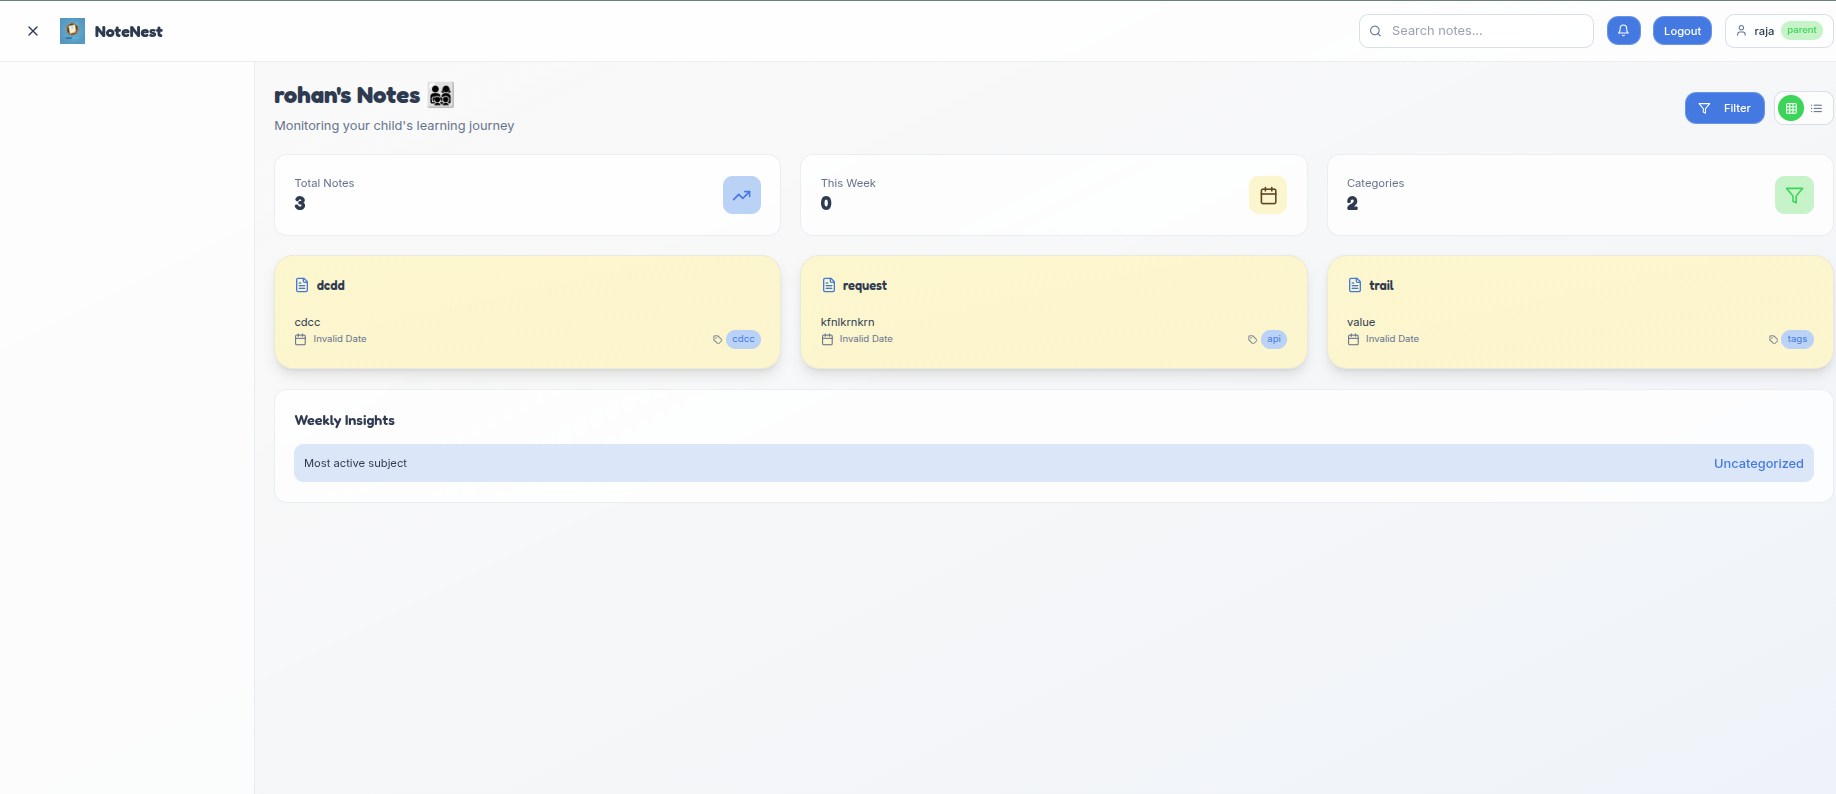 NoteNest
Search notes...
Logout
raja parent
rohan's Notes 👨‍👩‍👧‍👦
Monitoring your child's learning journey
Filter
Total Notes
3
This Week
0
Categories
2
dcdd
cdcc
Invalid Date
cdcc
request
kfnlkrnkrn
Invalid Date
api
trail
value
Invalid Date
tags
Weekly Insights
Most active subject
Uncategorized